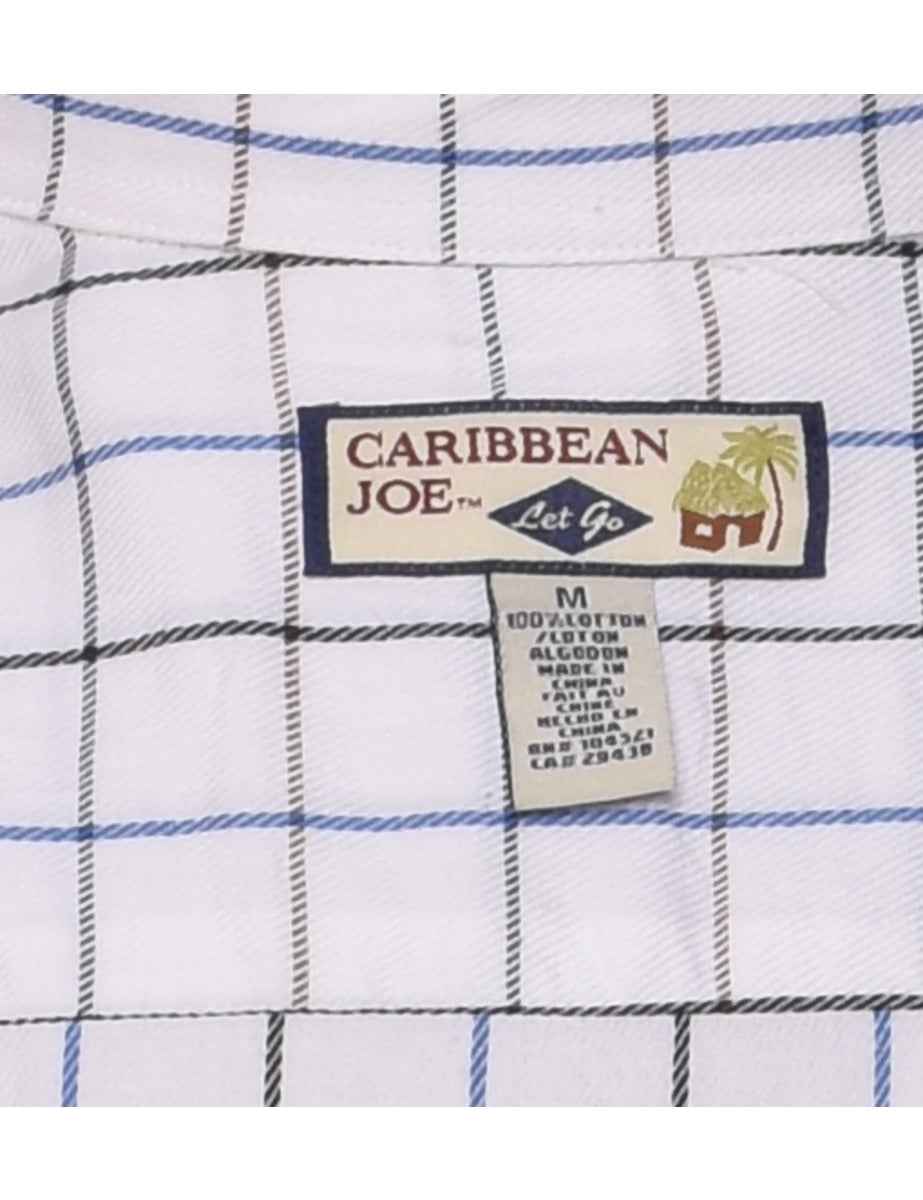 CARIBBEAN
JOE™
Let Go
M
100% COTTON
/COTON
ALGODON
MADE IN
CHINA
FAIT AU
CHINE
HECHO EN
CHINA
RN# 104521
CA# 29438